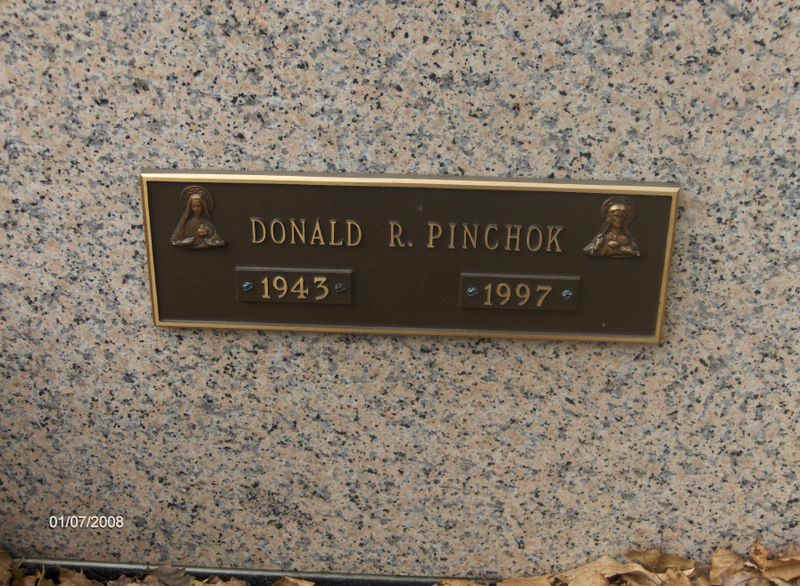 DONALD R. PINCHOK
1943 1997
01/07/2008